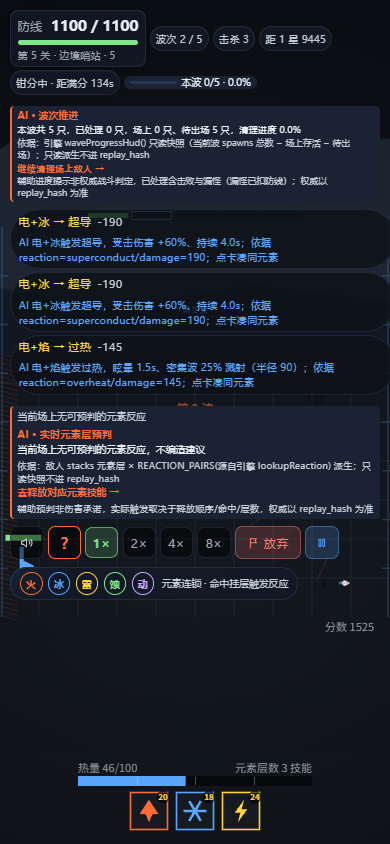 防线 1100 / 1100
第 5 关 · 边境哨站 · 5
波次 2 / 5
击杀 3
距 1 星 9445
钳分中 · 距满分 134s
本波 0/5 · 0.0%
AI • 波次推进
本波共 5 只，已处理 0 只，场上 0 只、待出场 5 只，清理进度 0.0%
依据：引擎 waveProgressHud() 只读快照（当前波 spawns 总数 − 场上存活 − 待出
场）；只读派生不进 replay_hash
继续清理场上敌人 →
辅助进度提示非权威战斗判定，已处理含击败与漏怪（漏怪已扣防线）；权威以
replay_hash 为准
电+冰 → 超导 -190
AI 电+冰触发超导，受击伤害 +60%、持续 4.0s；依据
reaction=superconduct/damage=190；点卡凑同元素
电+冰 → 超导 -190
AI 电+冰触发超导，受击伤害 +60%、持续 4.0s；依据
reaction=superconduct/damage=190；点卡凑同元素
电+焰 → 过热 -145
AI 电+焰触发过热，眩晕 1.5s、密集波 25% 溅射（半径 90）；依据
reaction=overheat/damage=145；点卡凑同元素
当前场上无可预判的元素反应
AI • 实时元素层预判
当前场上无可预判的元素反应，不编造建议
依据：敌人 stacks 元素层 × REACTION_PAIRS(源自引擎 lookupReaction) 派生；只
读快照不进 replay_hash
去释放对应元素技能 →
辅助预判非伤害承诺，实际触发取决于释放顺序/命中/层数，权威以 replay_hash 为准
?
1×
2×
4×
8×
放弃
火
冰
雷
蚀
动
元素连锁 · 命中挂层触发反应
分数 1525
热量 46/100
元素层数 3 技能
20
18
24